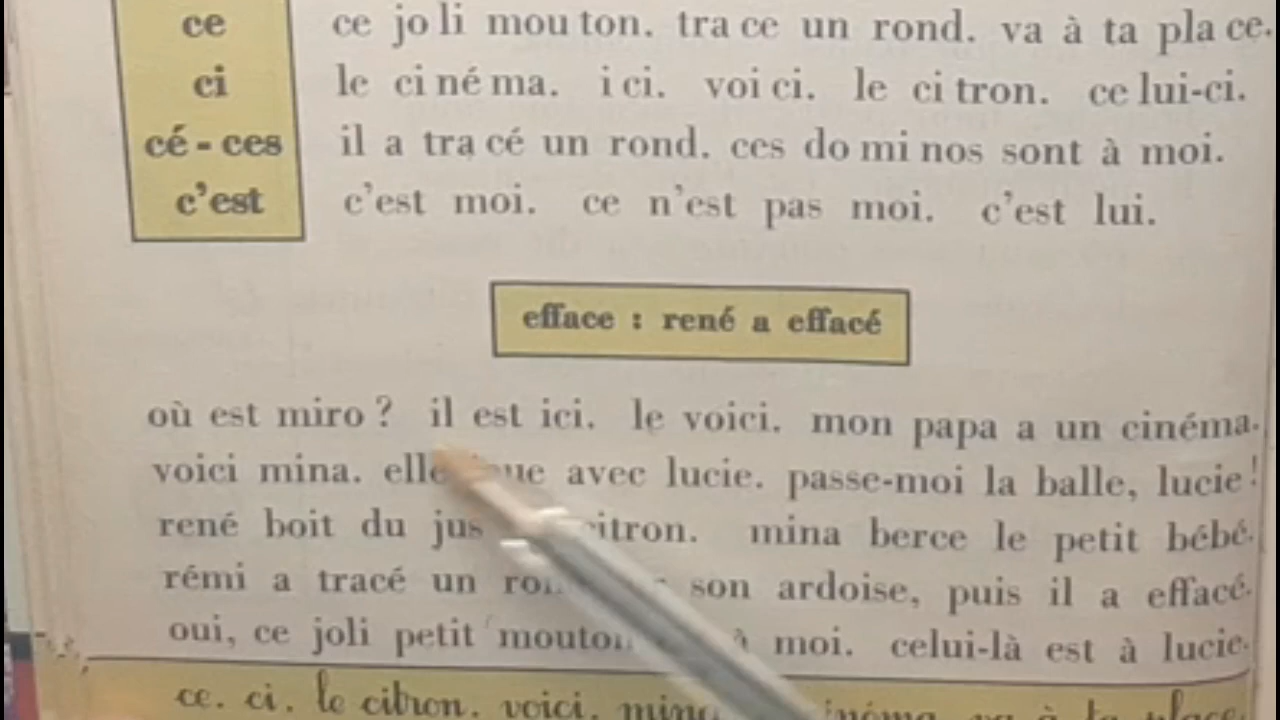 ce ce joli mouton. trace un rond. va à ta place.
ci le cinéma. ici. voici. le citron. celui-ci.
cé - ces il a tracé un rond. ces dominos sont à moi.
c'est c'est moi. ce n'est pas moi. c'est lui.
efface : rené a effacé
où est miro ? il est ici. le voici. mon papa a un cinéma.
voici mina. elle avec lucie. passe-moi la balle, lucie !
rené boit du jus citron. mina berce le petit bébé.
rémi a tracé un son ardoise, puis il a effacé.
oui, ce joli petit mouton à moi. celui-là est à lucie.
ce. ci. le citron. voici. cinéma. va à ta place.